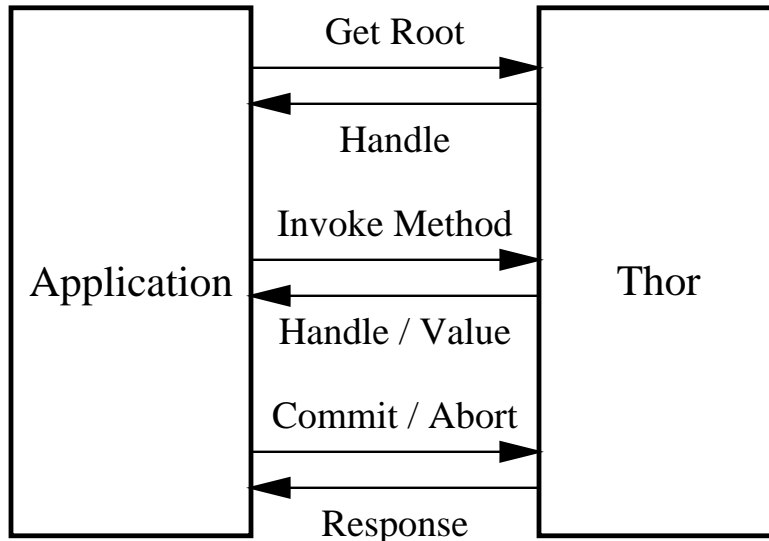 Get Root
Handle
Invoke Method
Application
Thor
Handle / Value
Commit / Abort
Response